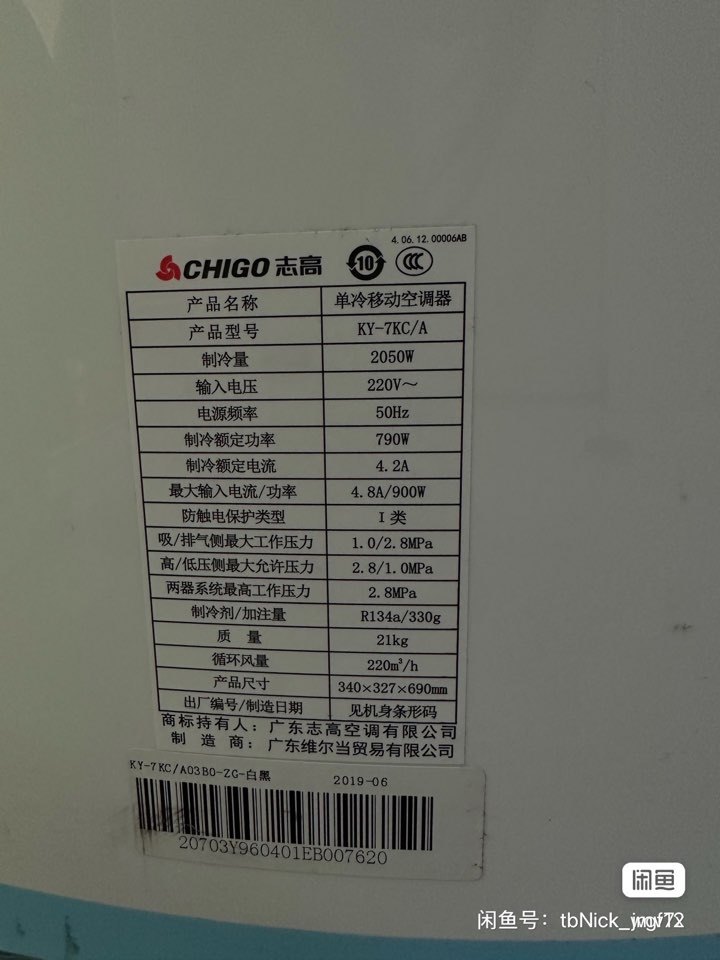 4.06.12.00006AB
CHIGO 志高 10 CCC
产品名称 单冷移动空调器
产品型号 KY-7KC/A
制冷量 2050W
输入电压 220V～
电源频率 50Hz
制冷额定功率 790W
制冷额定电流 4.2A
最大输入电流/功率 4.8A/900W
防触电保护类型 I 类
吸/排气侧最大工作压力 1.0/2.8MPa
高/低压侧最大允许压力 2.8/1.0MPa
两器系统最高工作压力 2.8MPa
制冷剂/加注量 R134a/330g
质 量 21kg
循环风量 220m³/h
产品尺寸 340×327×690mm
出厂编号/制造日期 见机身条形码
商标持有人：广东志高空调有限公司
制 造 商：广东维尔当贸易有限公司
KY-7KC/A03B0-ZG-白黑 2019-06
20703Y960401EB007620
闲鱼
闲鱼号：tbNick_